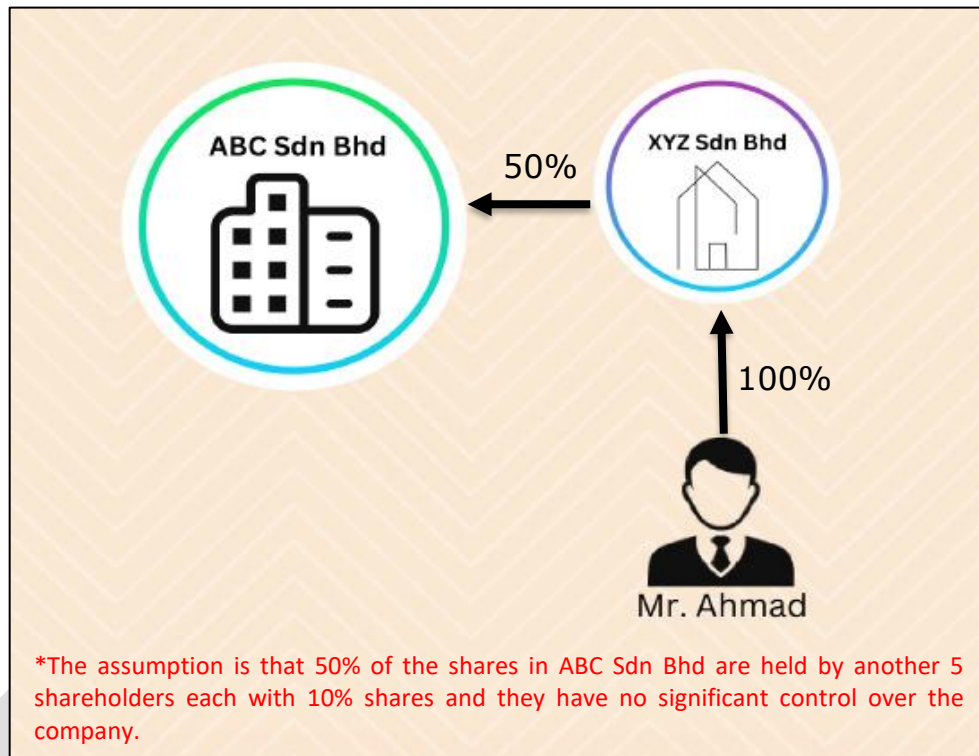 ABC Sdn Bhd
XYZ Sdn Bhd
50%
100%
Mr. Ahmad
*The assumption is that 50% of the shares in ABC Sdn Bhd are held by another 5
shareholders each with 10% shares and they have no significant control over the
company.